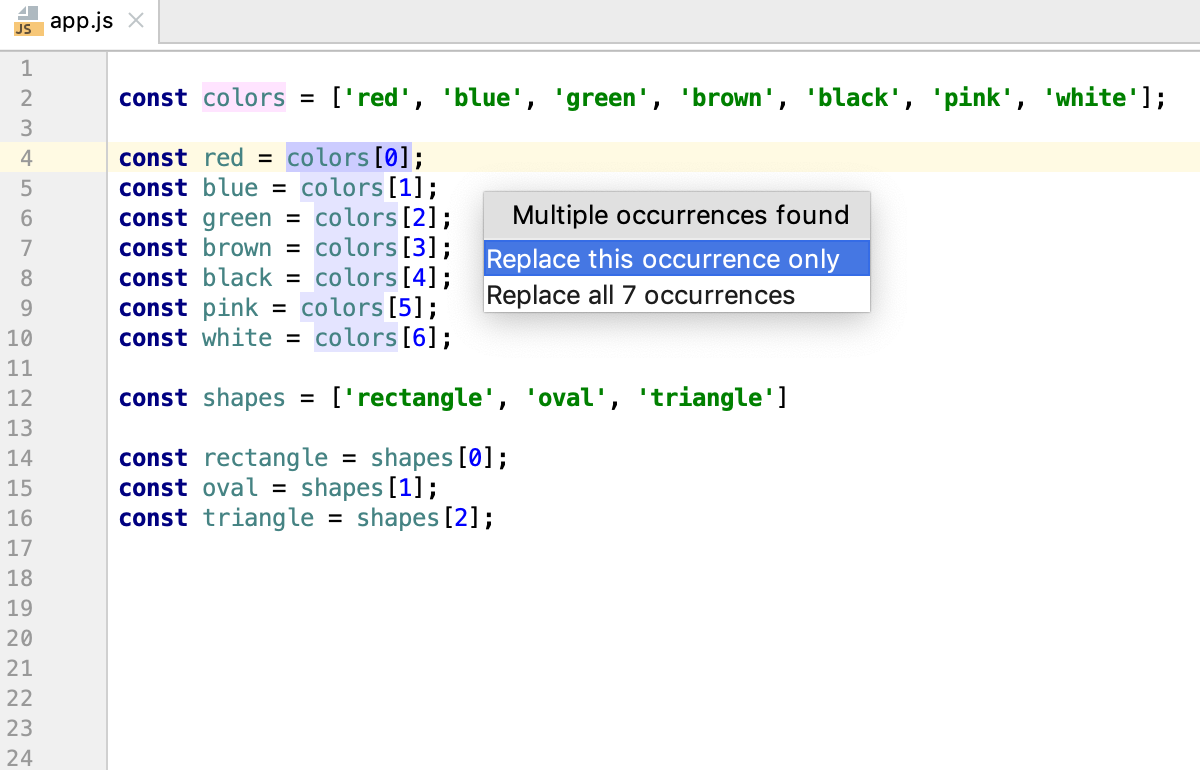 JS app.js
1
2 const colors = ['red', 'blue', 'green', 'brown', 'black', 'pink', 'white'];
3
4 const red = colors[0];
5 const blue = colors[1];
Multiple occurrences found
6 const green = colors[2];
7 const brown = colors[3];
Replace this occurrence only
8 const black = colors[4];
Replace all 7 occurrences
9 const pink = colors[5];
10 const white = colors[6];
11
12 const shapes = ['rectangle', 'oval', 'triangle']
13
14 const rectangle = shapes[0];
15 const oval = shapes[1];
16 const triangle = shapes[2];
17
18
19
20
21
22
23
24